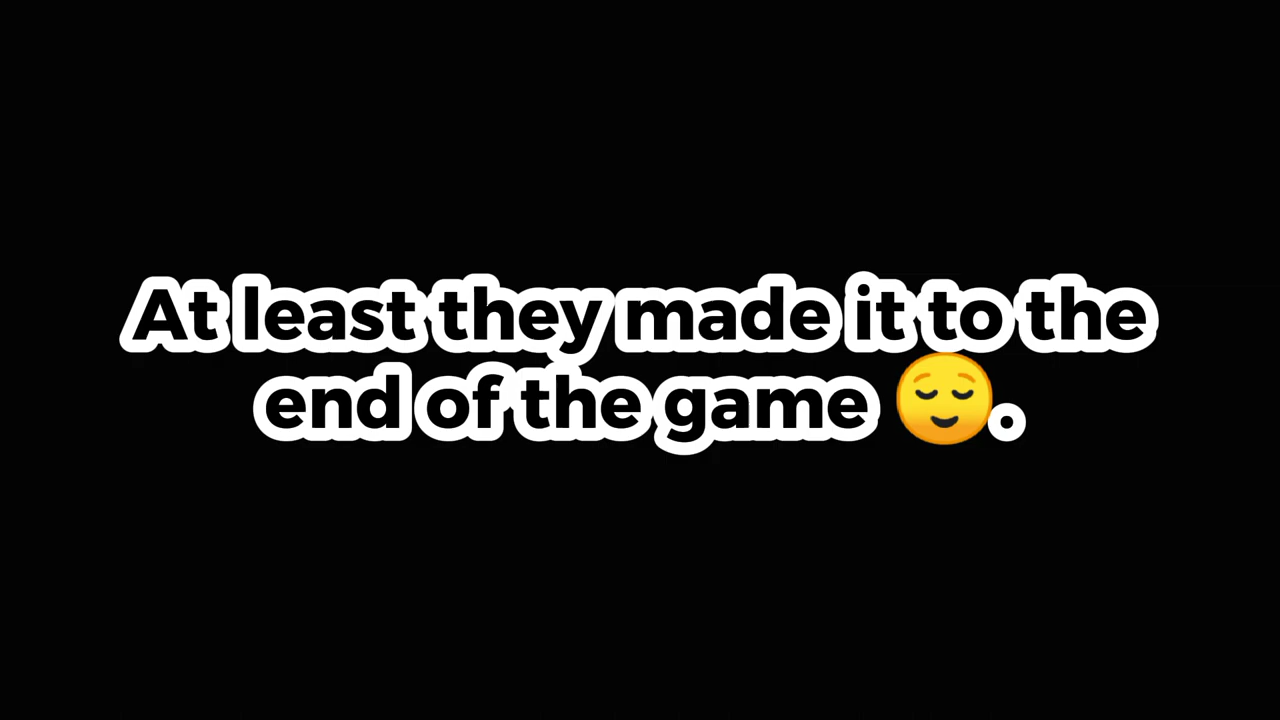 At least they made it to the
end of the game 😌.